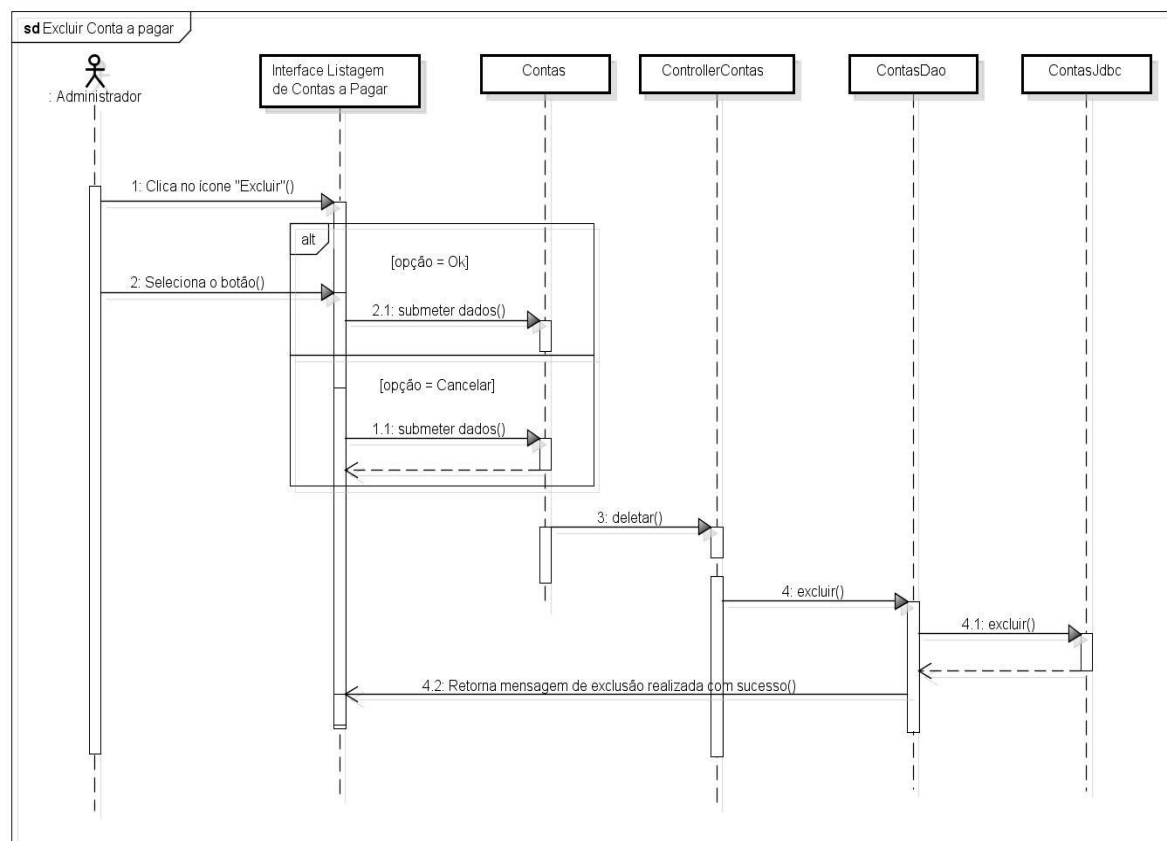 sd Excluir Conta a pagar
: Administrador
Interface Listagem
de Contas a Pagar
Contas
ControllerContas
ContasDao
ContasJdbc
1: Clica no ícone "Excluir"()
alt
[opção = Ok]
2: Seleciona o botão()
2.1: submeter dados()
[opção = Cancelar]
1.1: submeter dados()
3: deletar()
4: excluir()
4.1: excluir()
4.2: Retorna mensagem de exclusão realizada com sucesso()